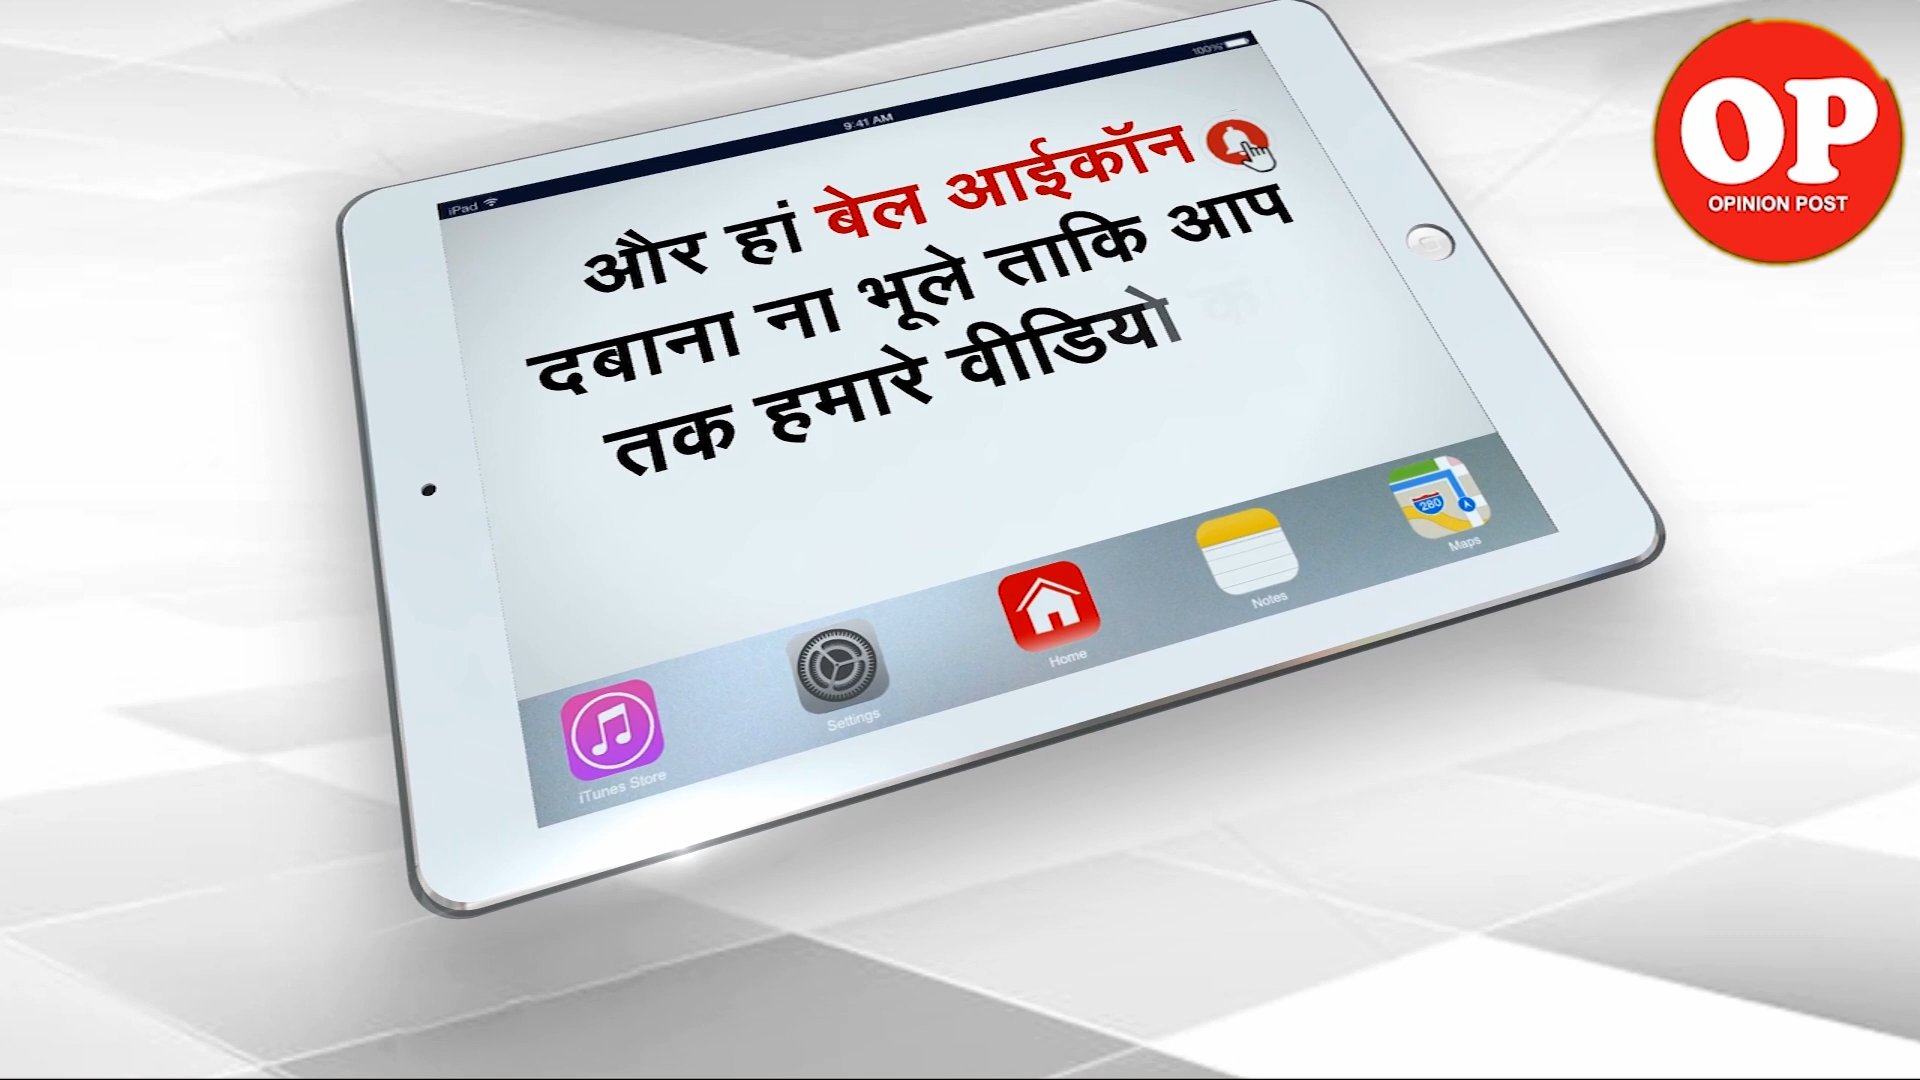 iPad
9:41 AM
100%
और हां बेल आईकॉन
दबाना ना भूले ताकि आप
तक हमारे वीडियो
iTunes Store
Settings
Home
Notes
280
Maps
OP
OPINION POST